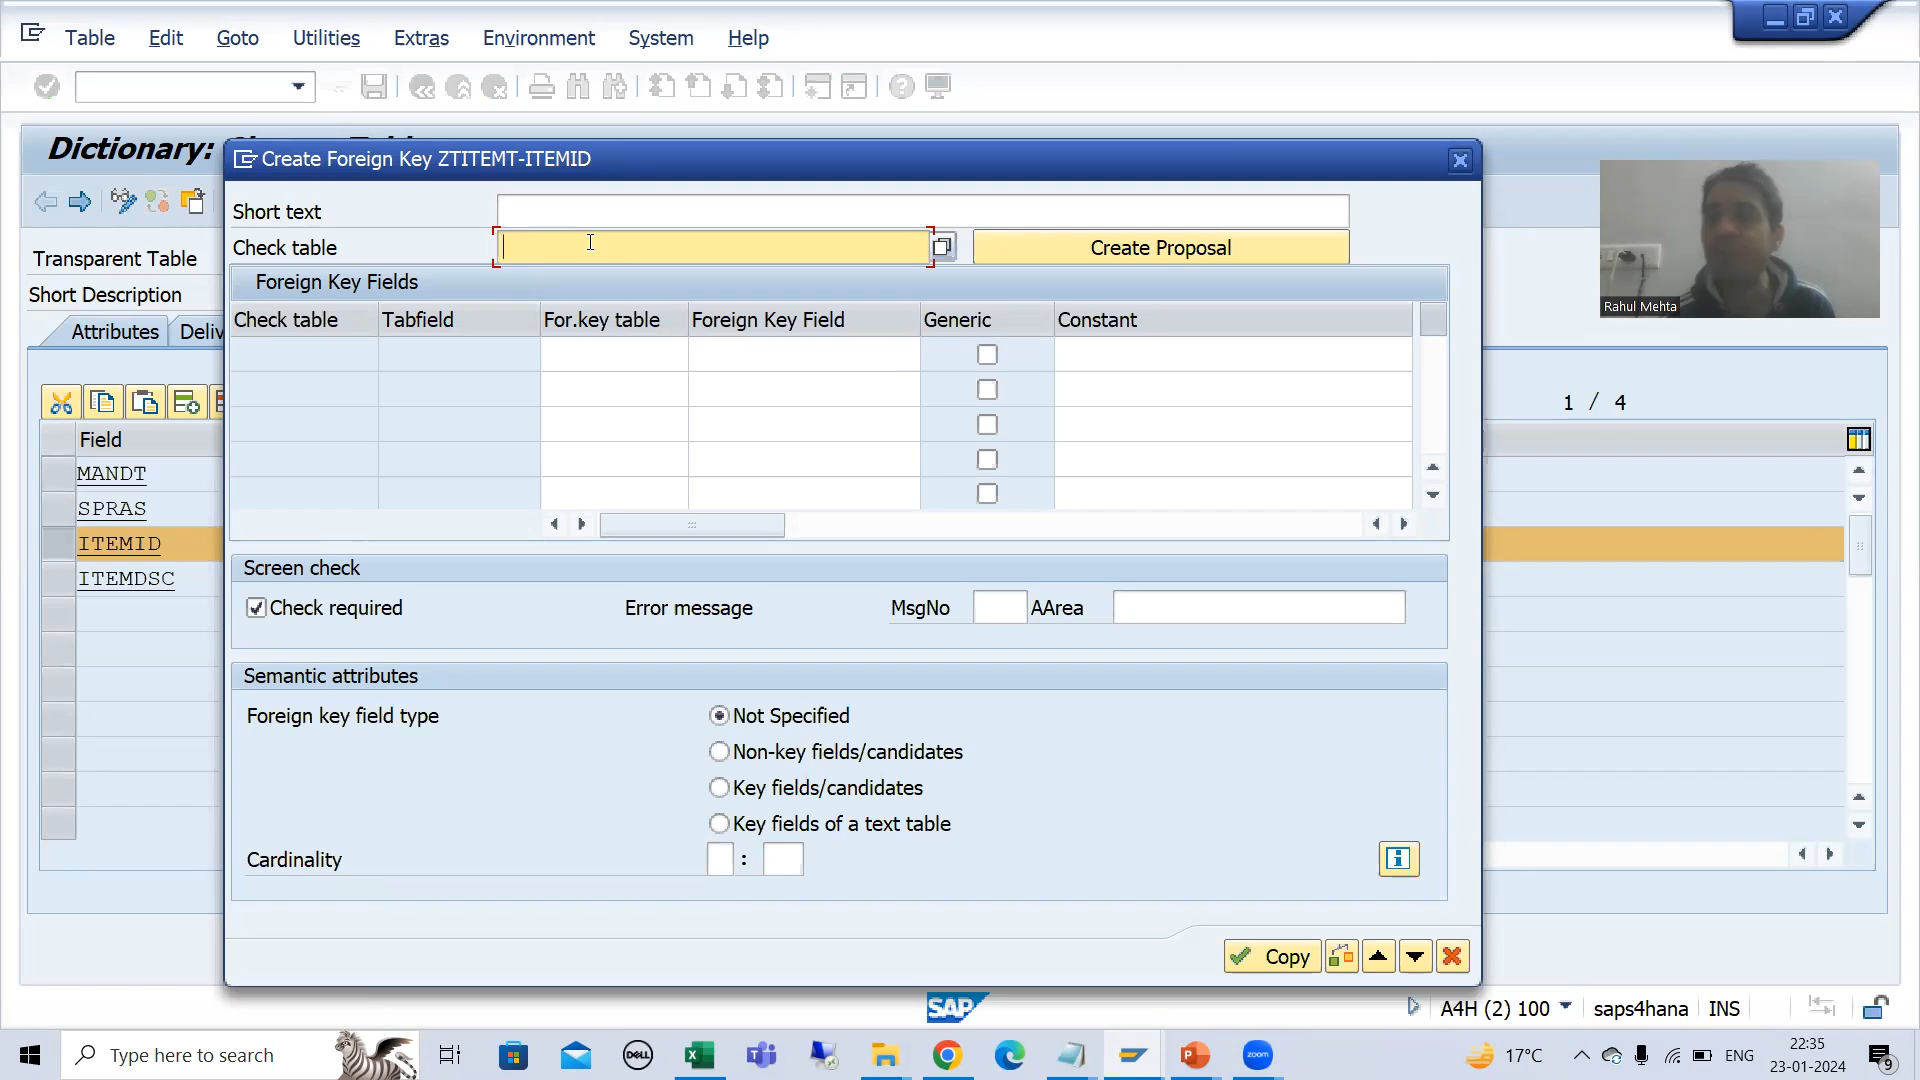 Table Edit Goto Utilities Extras Environment System Help
Dictionary:
Create Foreign Key ZTITEMT-ITEMID
Short text
Check table
Create Proposal
Transparent Table
Short Description
Attributes
Deliv
Foreign Key Fields
Check table Tabfield For.key table Foreign Key Field Generic Constant
Rahul Mehta
1 / 4
Field
MANDT
SPRAS
ITEMID
ITEMDSC
Screen check
Check required Error message MsgNo AArea
Semantic attributes
Foreign key field type
Not Specified
Non-key fields/candidates
Key fields/candidates
Key fields of a text table
Cardinality :
Copy
SAP
A4H (2) 100 saps4hana INS
Type here to search
DELL
zoom
17°C
ENG
22:35
23-01-2024
9